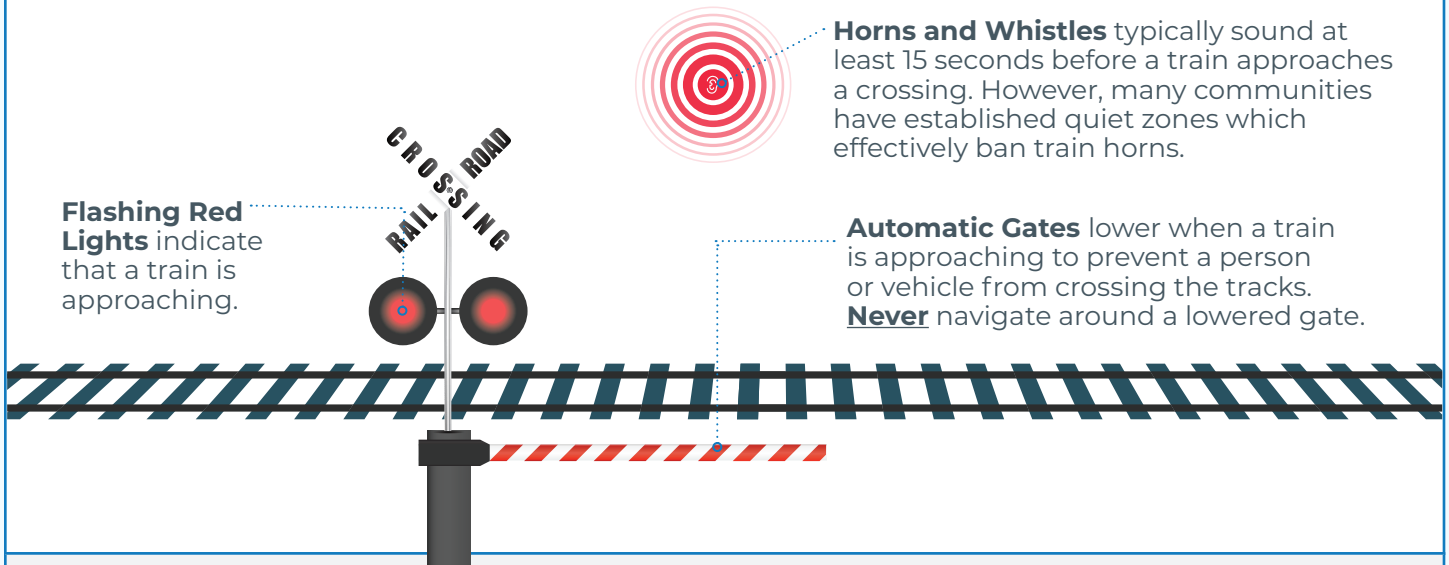 Horns and Whistles typically sound at
least 15 seconds before a train approaches
a crossing. However, many communities
have established quiet zones which
effectively ban train horns.
CROSSING
RAIL ROAD
Flashing Red
Lights indicate
that a train is
approaching.
Automatic Gates lower when a train
is approaching to prevent a person
or vehicle from crossing the tracks.
Never navigate around a lowered gate.